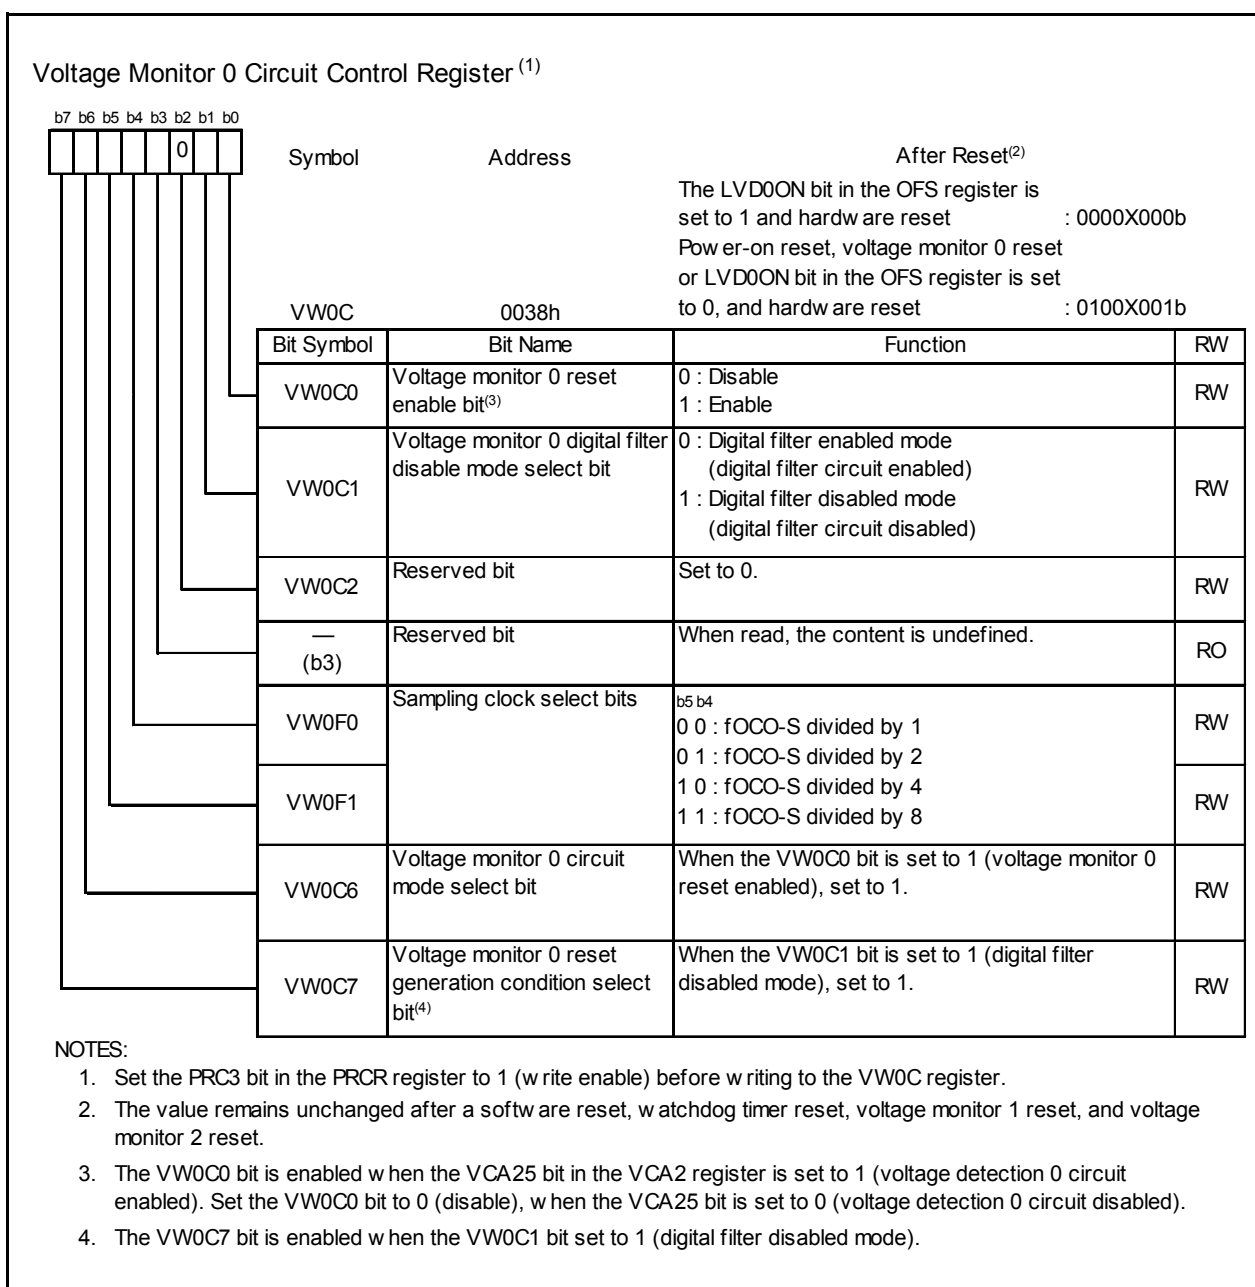 Voltage Monitor 0 Circuit Control Register (1)
b7 b6 b5 b4 b3 b2 b1 b0
0
Symbol Address After Reset(2)
The LVD0ON bit in the OFS register is
set to 1 and hardw are reset : 0000X000b
Pow er-on reset, voltage monitor 0 reset
or LVD0ON bit in the OFS register is set
VW0C 0038h to 0, and hardw are reset : 0100X001b
Bit Symbol Bit Name Function RW
VW0C0 Voltage monitor 0 reset 0 : Disable RW
enable bit(3) 1 : Enable
VW0C1 Voltage monitor 0 digital filter 0 : Digital filter enabled mode RW
disable mode select bit (digital filter circuit enabled)
1 : Digital filter disabled mode
(digital filter circuit disabled)
VW0C2 Reserved bit Set to 0. RW
— Reserved bit When read, the content is undefined. RO
(b3)
Sampling clock select bits b5 b4
VW0F0 0 0 : fOCO-S divided by 1 RW
0 1 : fOCO-S divided by 2
VW0F1 1 0 : fOCO-S divided by 4 RW
1 1 : fOCO-S divided by 8
Voltage monitor 0 circuit When the VW0C0 bit is set to 1 (voltage monitor 0
VW0C6 mode select bit reset enabled), set to 1. RW
Voltage monitor 0 reset When the VW0C1 bit is set to 1 (digital filter
VW0C7 generation condition select disabled mode), set to 1. RW
bit(4)
NOTES:
1. Set the PRC3 bit in the PRCR register to 1 (w rite enable) before w riting to the VW0C register.
2. The value remains unchanged after a softw are reset, w atchdog timer reset, voltage monitor 1 reset, and voltage
monitor 2 reset.
3. The VW0C0 bit is enabled w hen the VCA25 bit in the VCA2 register is set to 1 (voltage detection 0 circuit
enabled). Set the VW0C0 bit to 0 (disable), w hen the VCA25 bit is set to 0 (voltage detection 0 circuit disabled).
4. The VW0C7 bit is enabled w hen the VW0C1 bit set to 1 (digital filter disabled mode).